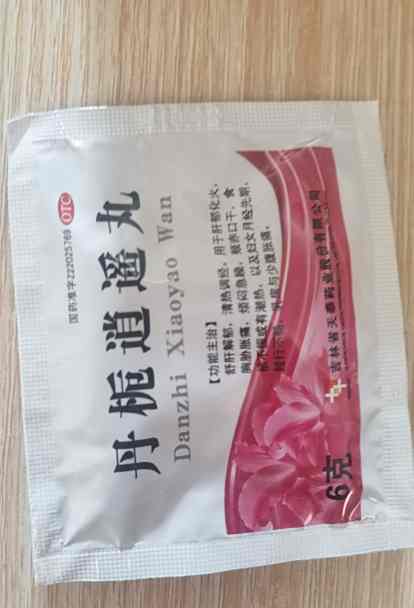 国药准字Z22025769
OTC
丹栀逍遥丸
Danzhi Xiaoyao Wan
【功能主治】
舒肝解郁，清热调经。用于肝郁化火，
胸胁胀痛，烦闷急躁，颊赤口干，食
欲不振或有潮热，以及妇女月经先期，
经行不畅，乳房与少腹胀痛。
6克
吉林省天泰药业股份有限公司